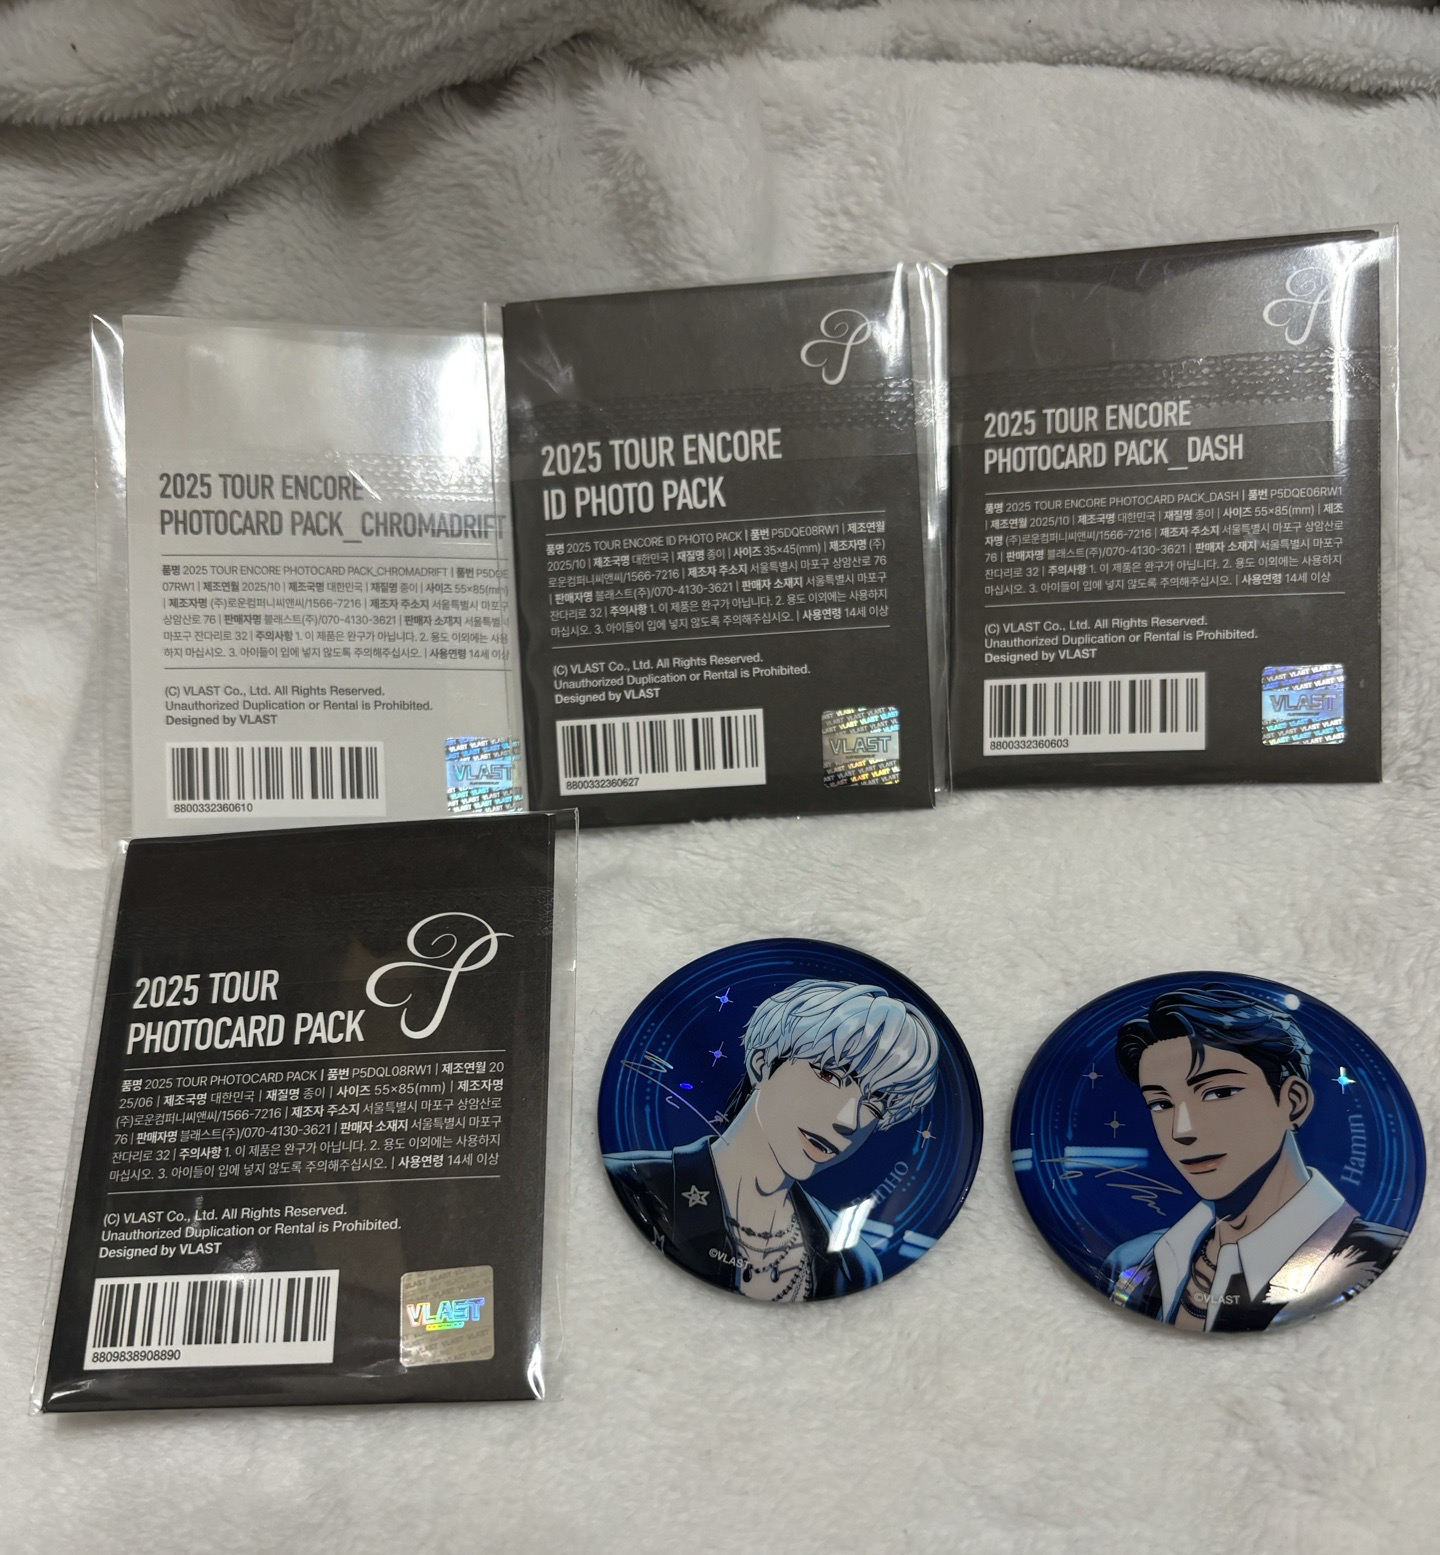 2025 TOUR ENCORE
PHOTOCARD PACK_CHROMADRIFT
품명 2025 TOUR ENCORE PHOTOCARD PACK_CHROMADRIFT | 품번 P5DQE
07RW1 | 제조연월 2025/10 | 제조국명 대한민국 | 재질명 종이 | 사이즈 55×85(mm)
| 제조자명 (주)로운컴퍼니씨앤씨/1566-7216 | 제조자 주소지 서울특별시 마포구
상암산로 76 | 판매자명 블래스트(주)/070-4130-3621 | 판매자 소재지 서울특별시
마포구 잔다리로 32 | 주의사항 1. 이 제품은 완구가 아닙니다. 2. 용도 이외에는 사용
하지 마십시오. 3. 아이들이 입에 넣지 않도록 주의해주십시오. | 사용연령 14세 이상
(C) VLAST Co., Ltd. All Rights Reserved.
Unauthorized Duplication or Rental is Prohibited.
Designed by VLAST
8800332360610
VLAST
2025 TOUR ENCORE
ID PHOTO PACK
품명 2025 TOUR ENCORE ID PHOTO PACK | 품번 P5DQE08RW1 | 제조연월
2025/10 | 제조국명 대한민국 | 재질명 종이 | 사이즈 35×45(mm) | 제조자명 (주)
로운컴퍼니씨앤씨/1566-7216 | 제조자 주소지 서울특별시 마포구 상암산로 76
| 판매자명 블래스트(주)/070-4130-3621 | 판매자 소재지 서울특별시 마포구
잔다리로 32 | 주의사항 1. 이 제품은 완구가 아닙니다. 2. 용도 이외에는 사용하지
마십시오. 3. 아이들이 입에 넣지 않도록 주의해주십시오. | 사용연령 14세 이상
(C) VLAST Co., Ltd. All Rights Reserved.
Unauthorized Duplication or Rental is Prohibited.
Designed by VLAST
8800332360627
VLAST
2025 TOUR ENCORE
PHOTOCARD PACK_DASH
품명 2025 TOUR ENCORE PHOTOCARD PACK_DASH | 품번 P5DQE06RW1
| 제조연월 2025/10 | 제조국명 대한민국 | 재질명 종이 | 사이즈 55×85(mm) | 제조
자명 (주)로운컴퍼니씨앤씨/1566-7216 | 제조자 주소지 서울특별시 마포구 상암산로
76 | 판매자명 블래스트(주)/070-4130-3621 | 판매자 소재지 서울특별시 마포구
잔다리로 32 | 주의사항 1. 이 제품은 완구가 아닙니다. 2. 용도 이외에는 사용하지
마십시오. 3. 아이들이 입에 넣지 않도록 주의해주십시오. | 사용연령 14세 이상
(C) VLAST Co., Ltd. All Rights Reserved.
Unauthorized Duplication or Rental is Prohibited.
Designed by VLAST
8800332360603
VLAST
2025 TOUR
PHOTOCARD PACK
품명 2025 TOUR PHOTOCARD PACK | 품번 P5DQL08RW1 | 제조연월 20
25/06 | 제조국명 대한민국 | 재질명 종이 | 사이즈 55×85(mm) | 제조자명
(주)로운컴퍼니씨앤씨/1566-7216 | 제조자 주소지 서울특별시 마포구 상암산로
76 | 판매자명 블래스트(주)/070-4130-3621 | 판매자 소재지 서울특별시 마포구
잔다리로 32 | 주의사항 1. 이 제품은 완구가 아닙니다. 2. 용도 이외에는 사용하지
마십시오. 3. 아이들이 입에 넣지 않도록 주의해주십시오. | 사용연령 14세 이상
(C) VLAST Co., Ltd. All Rights Reserved.
Unauthorized Duplication or Rental is Prohibited.
Designed by VLAST
8809838908890
VLAST
©VLAST
Hamin
©VLAST